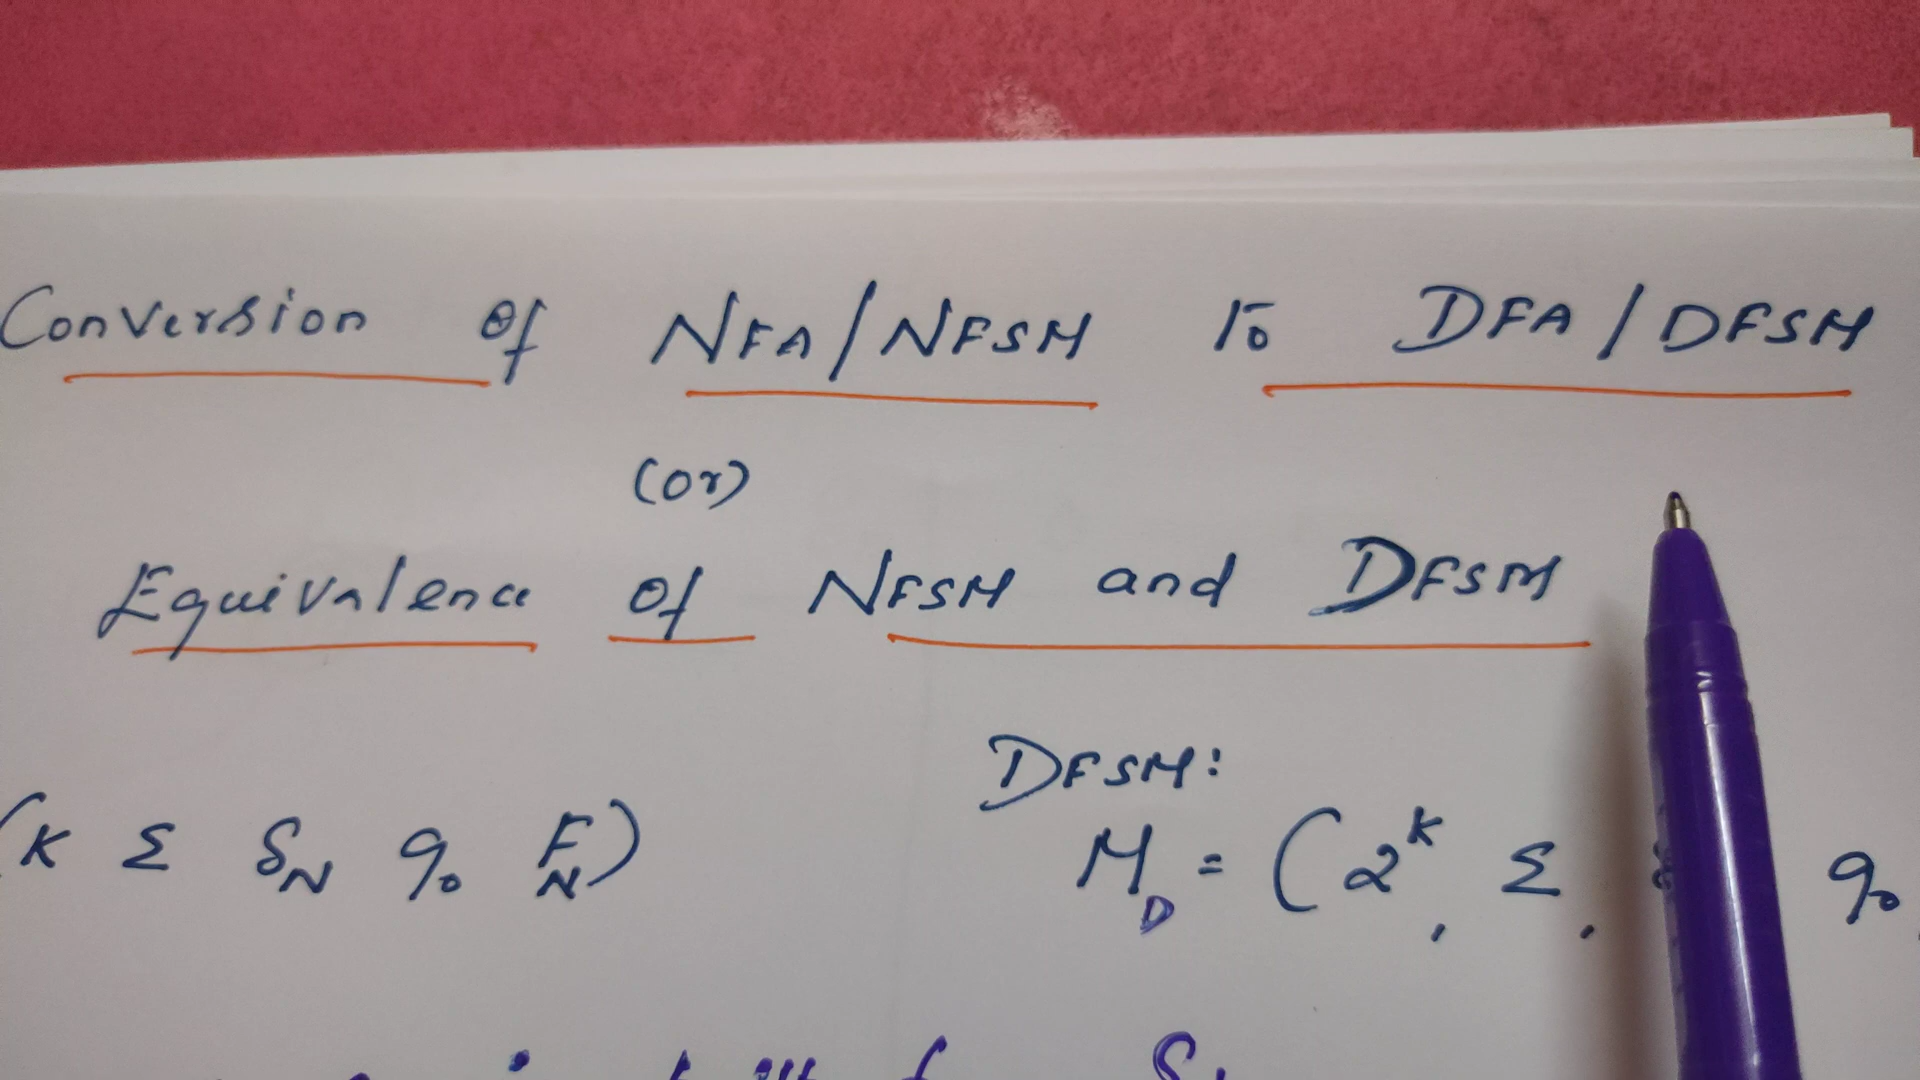 Conversion of NFA/NFSM To DFA/DFSM
(or)
Equivalence of NFSM and DFSM
DFSM:
(K Σ δN q0 FN) MD = (2^K, Σ, q0